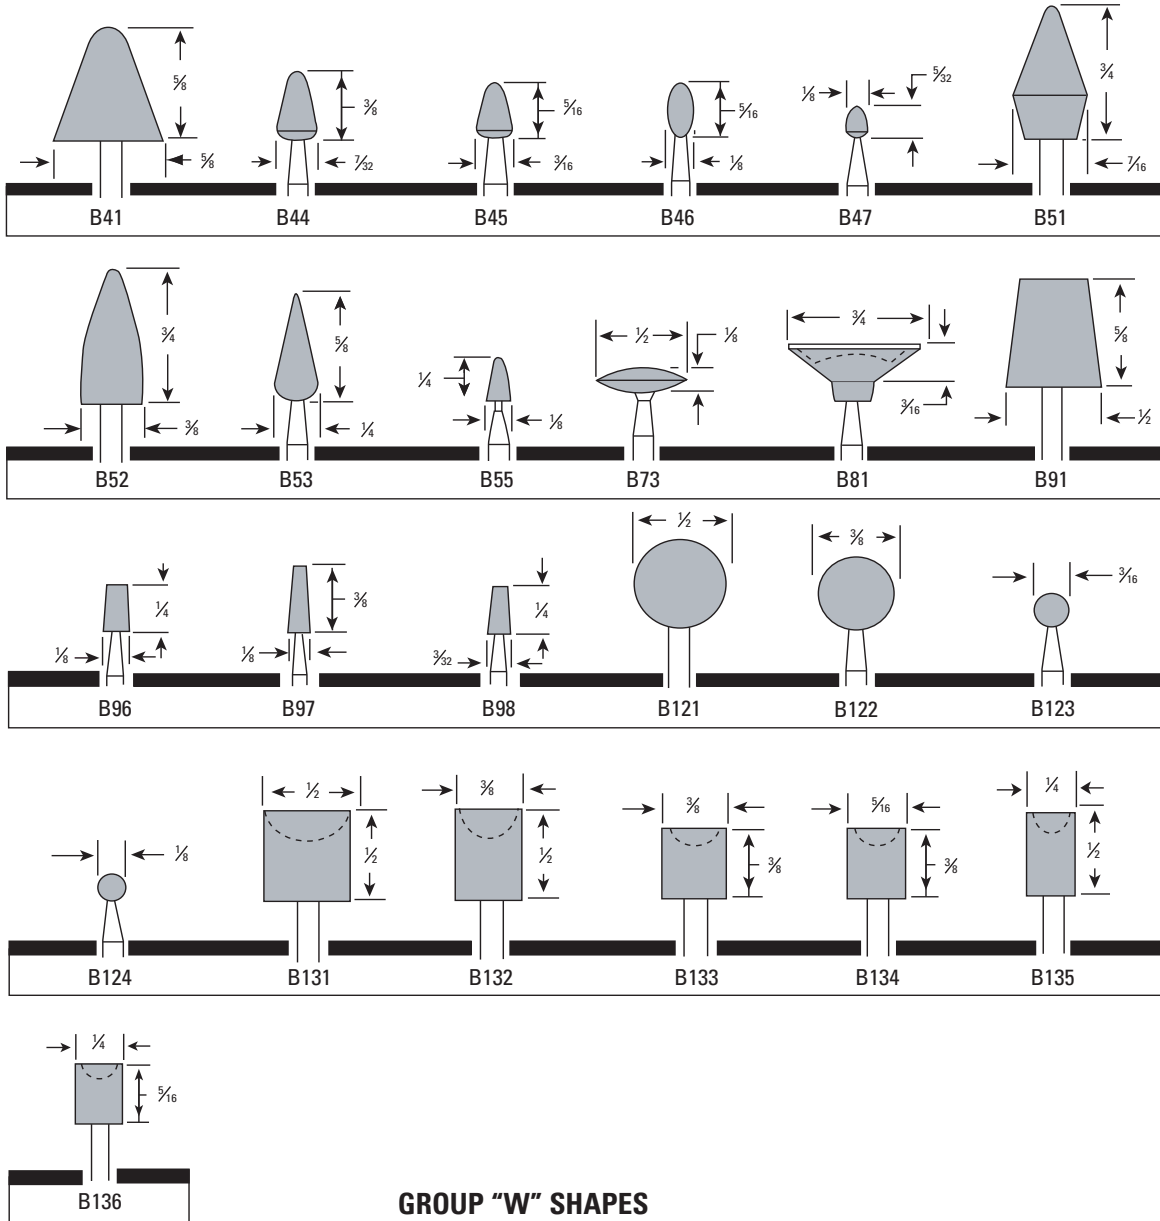 5/8
5/8
B41
3/8
7/32
B44
5/16
3/16
B45
5/16
1/8
B46
1/8
5/32
B47
3/4
7/16
B51
3/4
3/8
B52
5/8
1/4
B53
1/4
1/8
B55
1/2
1/8
B73
3/4
3/16
B81
5/8
1/2
B91
1/4
1/8
B96
3/8
1/8
B97
1/4
3/32
B98
1/2
B121
3/8
B122
3/16
B123
1/8
B124
1/2
1/2
B131
3/8
1/2
B132
3/8
3/8
B133
5/16
3/8
B134
1/4
1/2
B135
1/4
5/16
B136
GROUP “W” SHAPES